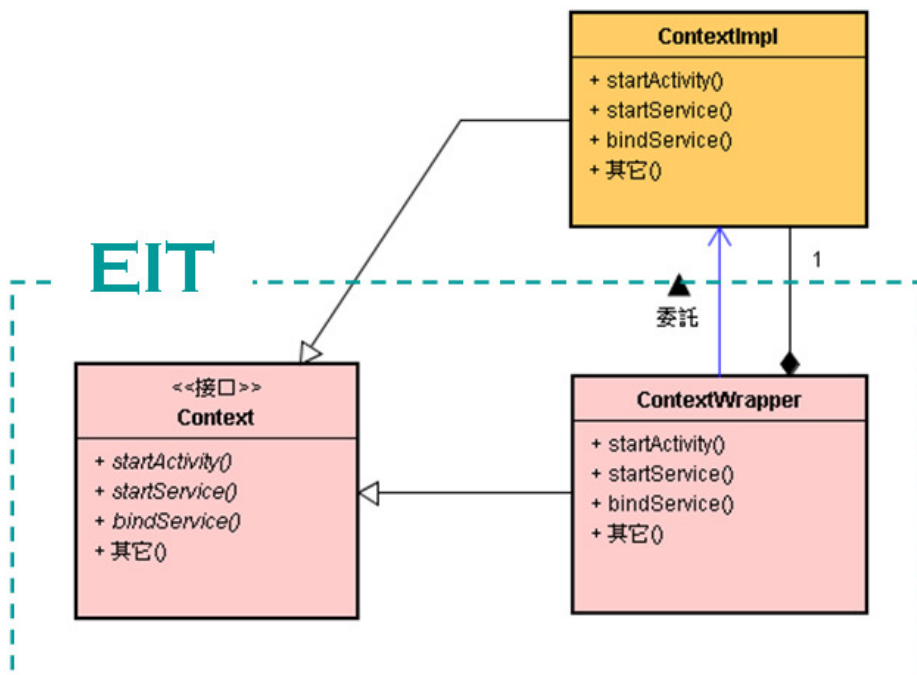 ContextImpl
+ startActivity()
+ startService()
+ bindService()
+ 其它()
EIT
1
▲
委託
<<接口>>
Context
+ startActivity()
+ startService()
+ bindService()
+ 其它()
ContextWrapper
+ startActivity()
+ startService()
+ bindService()
+ 其它()